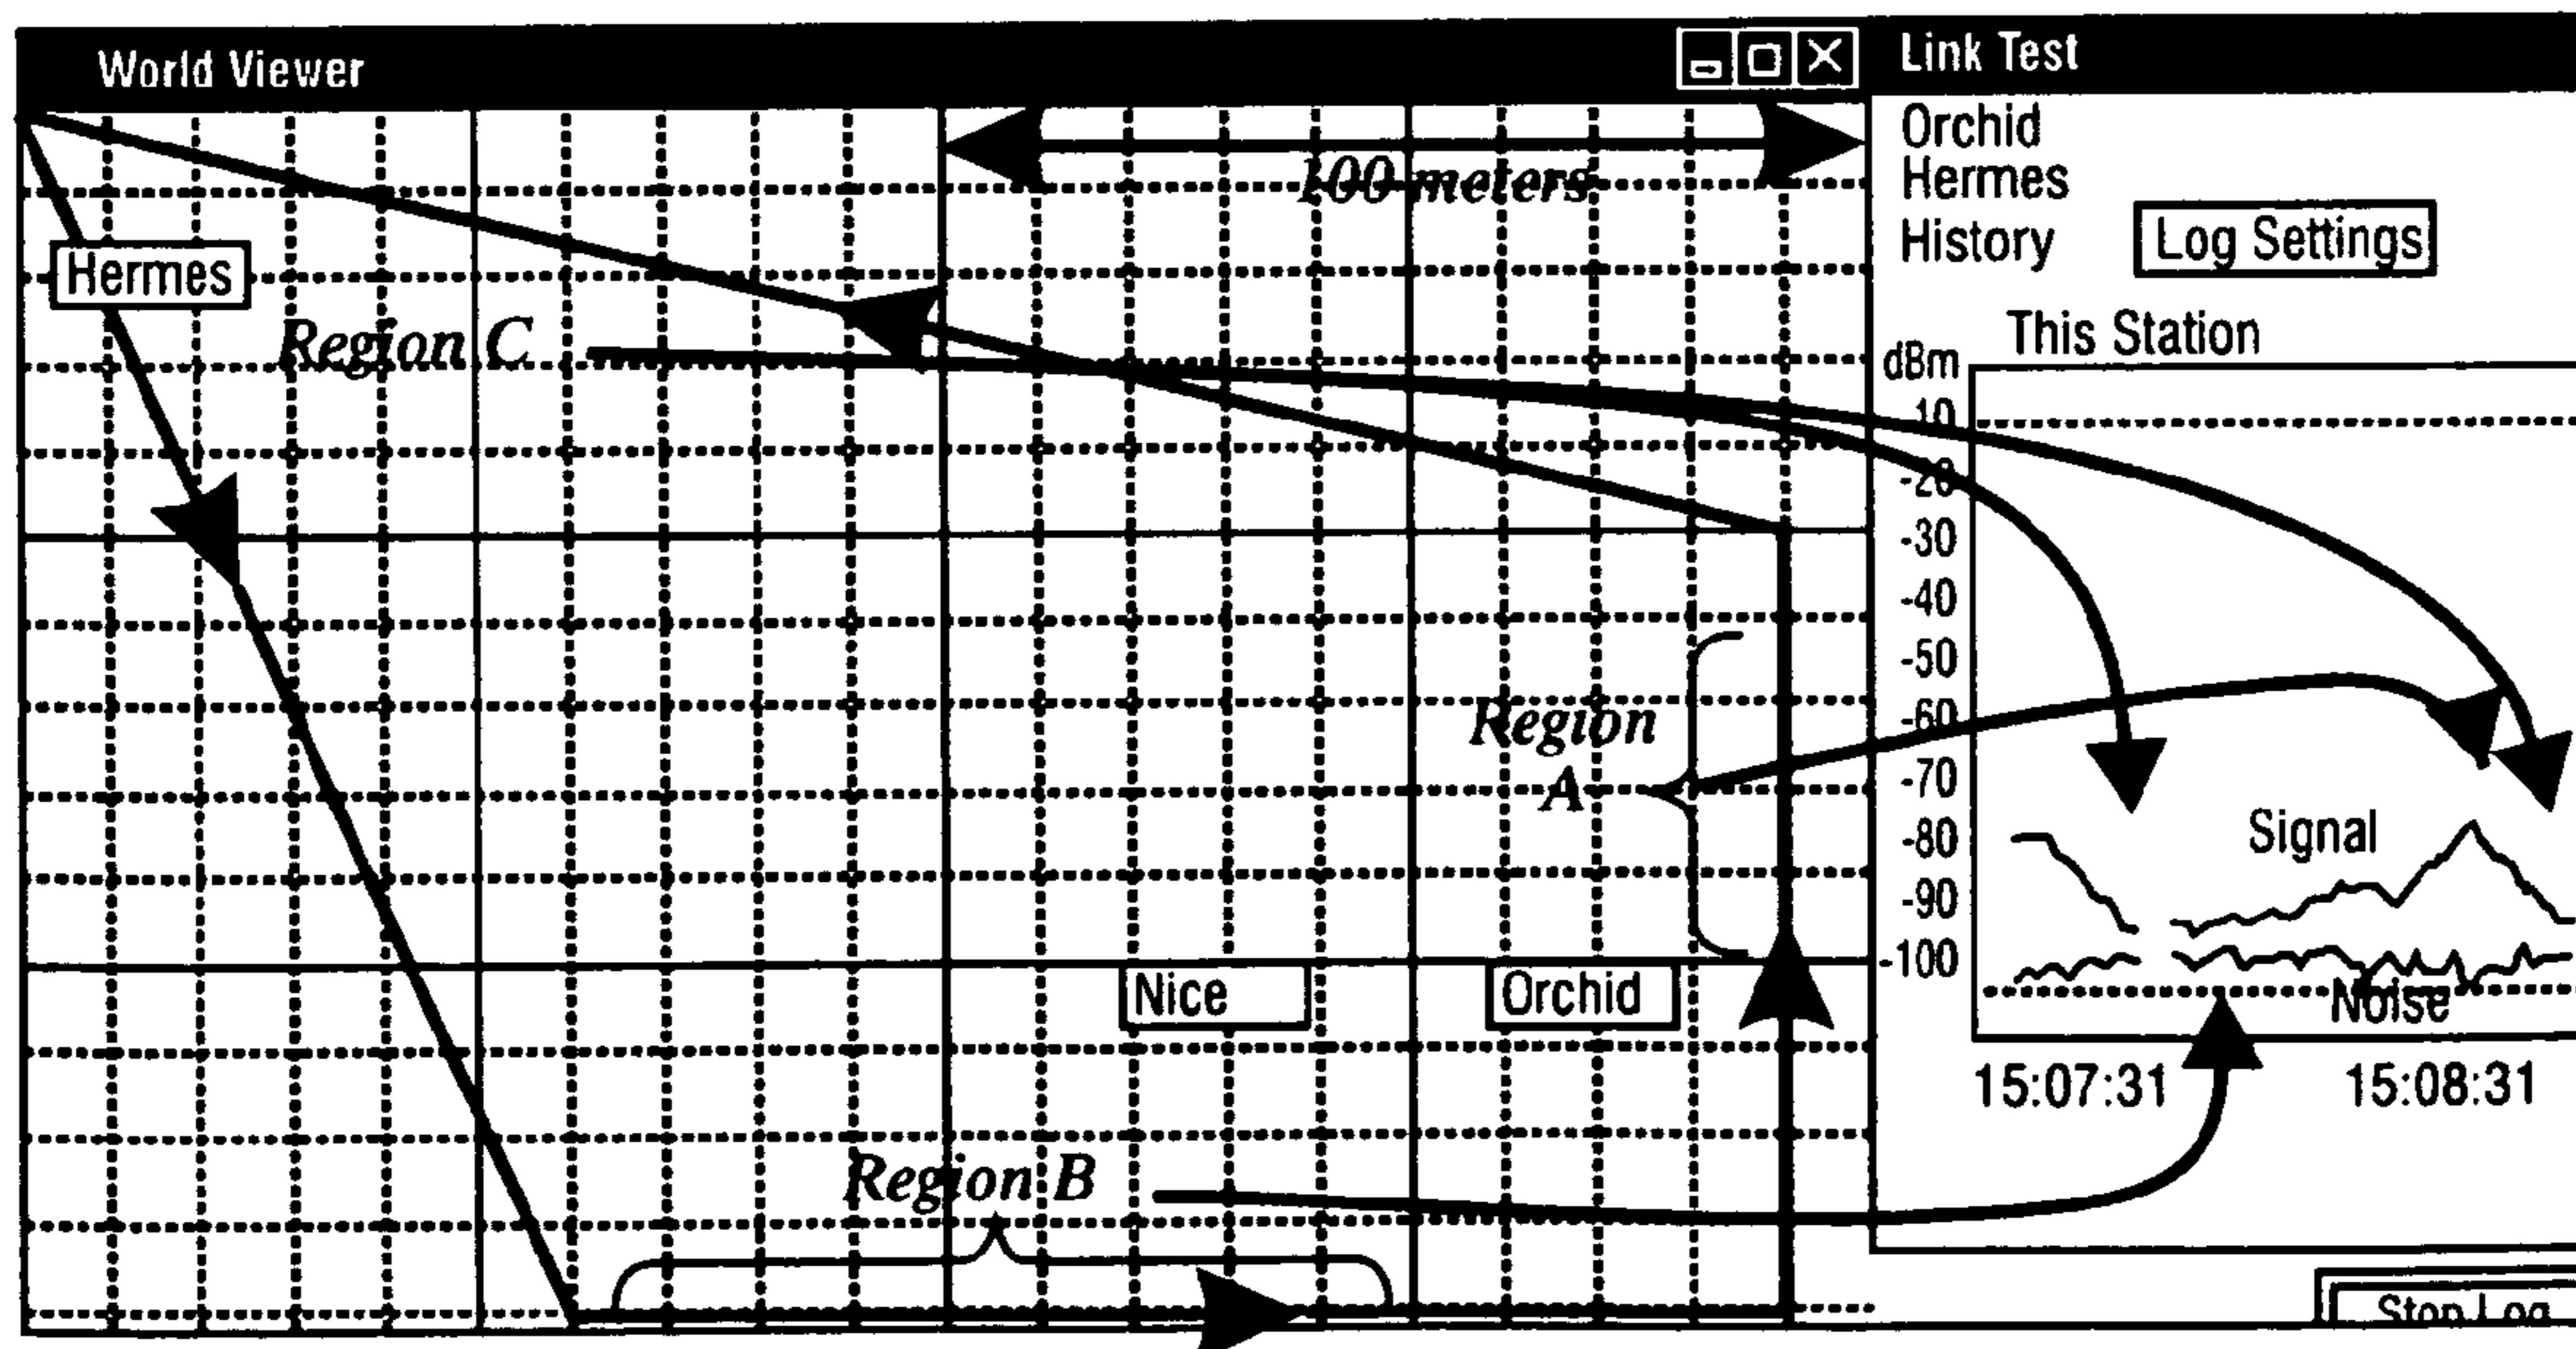 World Viewer
100 meters
Hermes
Region C
Region
A
Nice
Orchid
Region B
Link Test
Orchid
Hermes
History
Log Settings
This Station
dBm
-10
-20
-30
-40
-50
-60
-70
-80
-90
-100
Signal
Noise
15:07:31
15:08:31
Stop Log